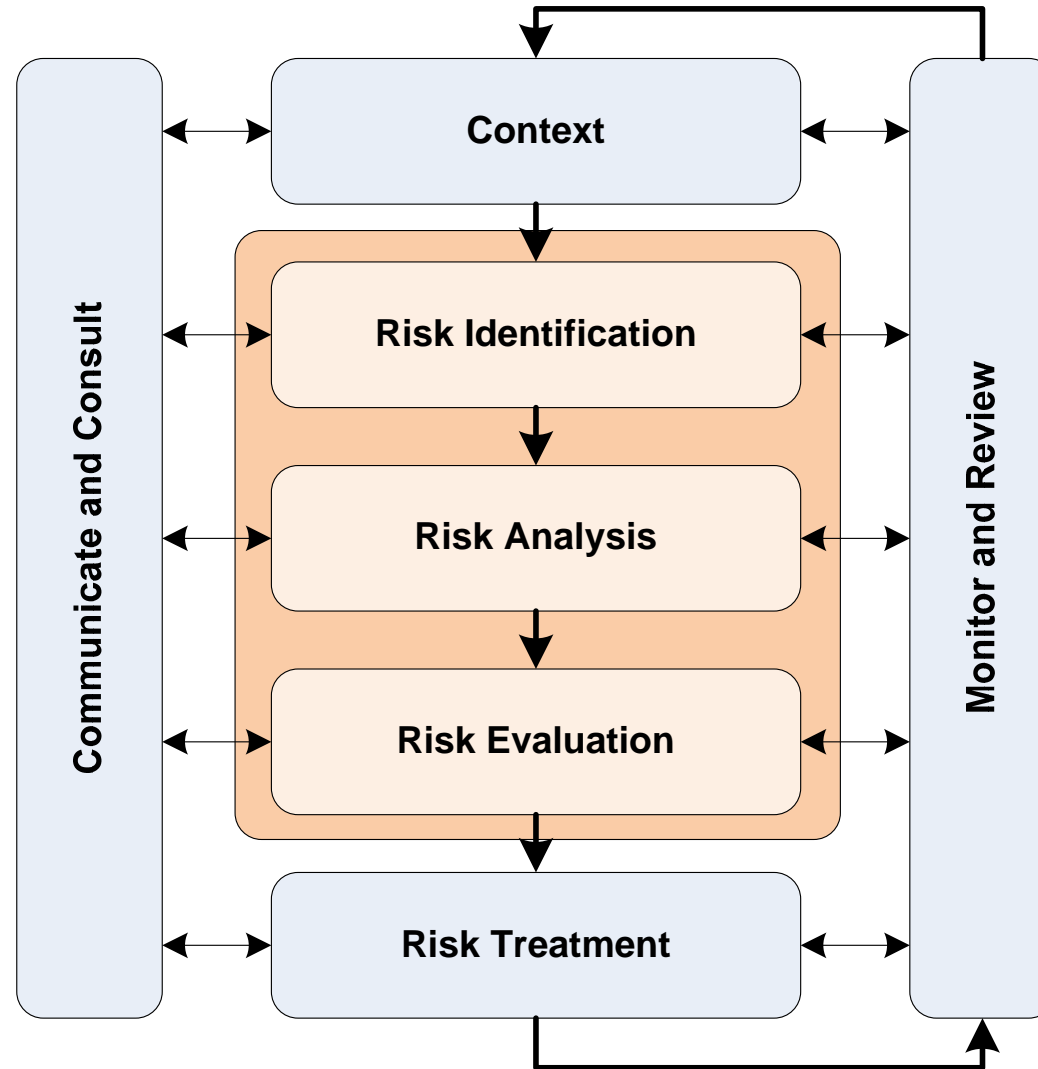 Communicate and Consult
Context
Risk Identification
Risk Analysis
Risk Evaluation
Risk Treatment
Monitor and Review